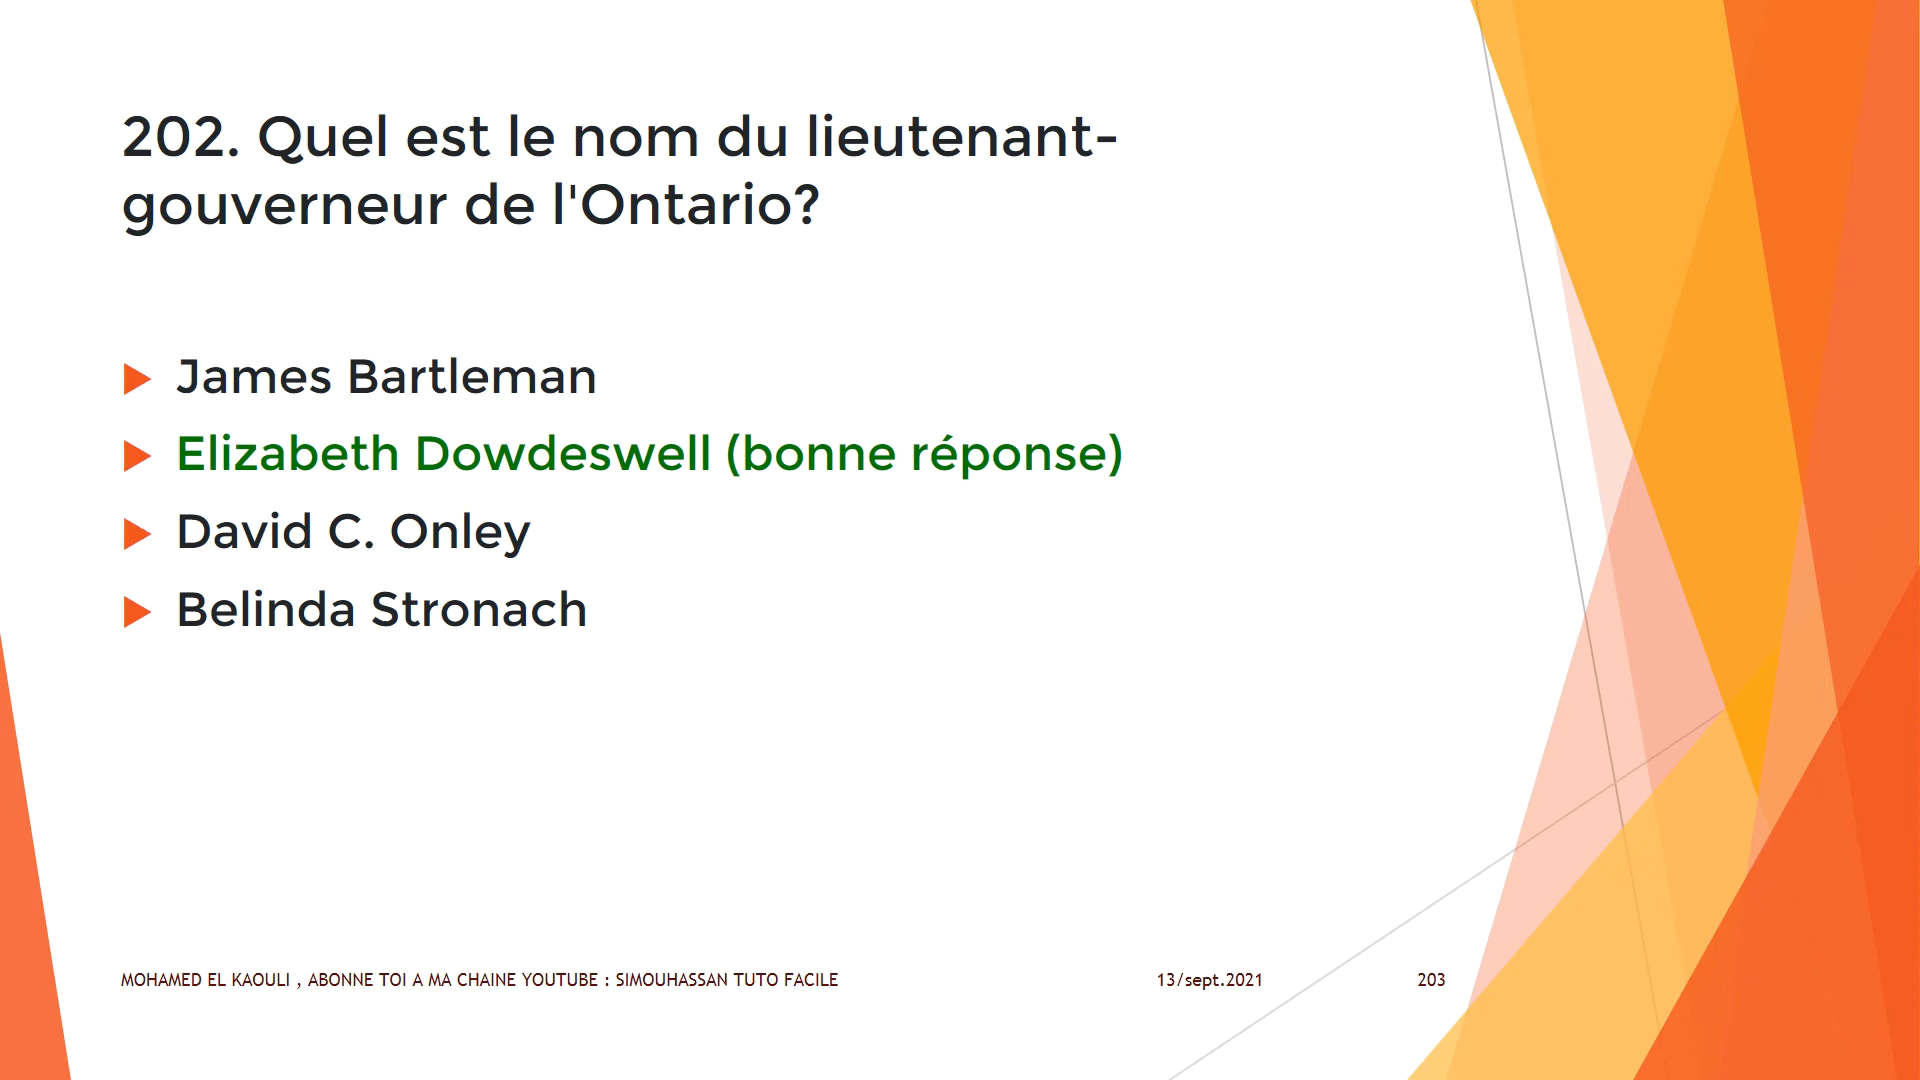 202. Quel est le nom du lieutenant-
gouverneur de l'Ontario?
James Bartleman
Elizabeth Dowdeswell (bonne réponse)
David C. Onley
Belinda Stronach
MOHAMED EL KAOULI , ABONNE TOI A MA CHAINE YOUTUBE : SIMOUHASSAN TUTO FACILE 13/sept.2021 203